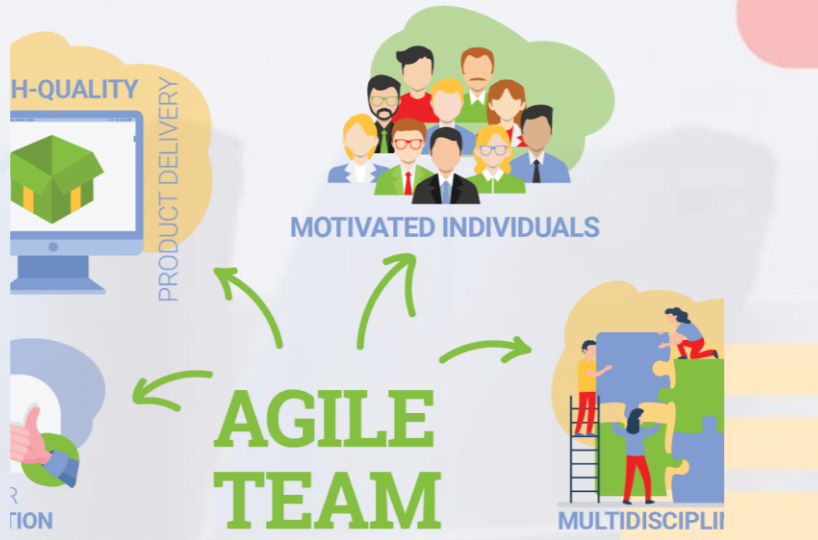 H-QUALITY
PRODUCT DELIVERY
MOTIVATED INDIVIDUALS
AGILE
TEAM
R
TION
MULTIDISCIPLI